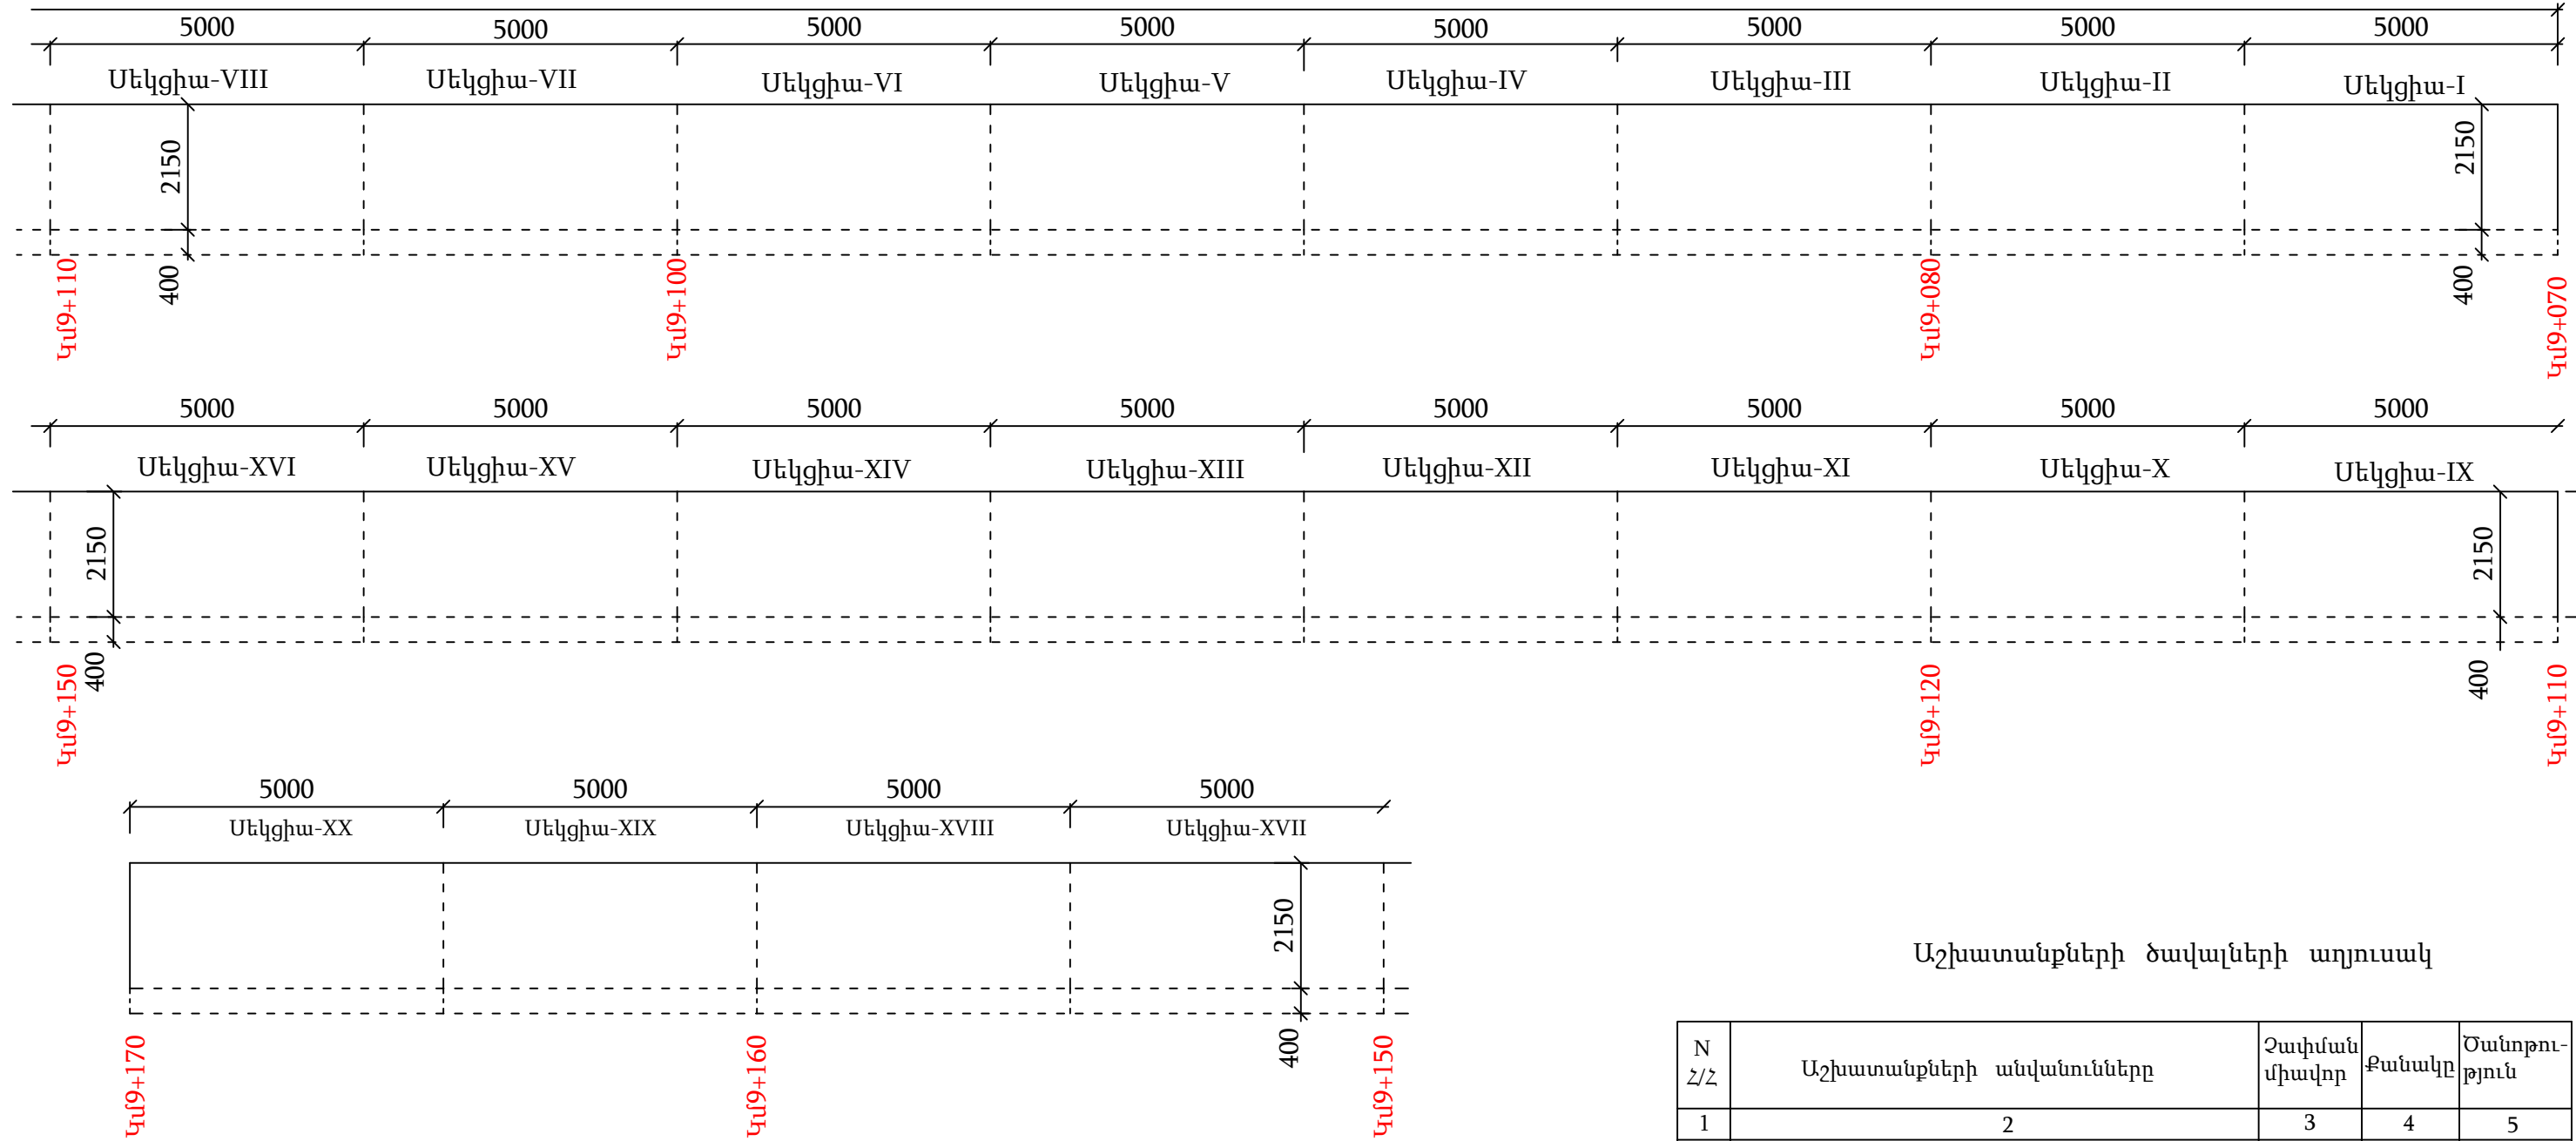 5000 5000 5000 5000 5000 5000 5000 5000
Սեկցիա-VIII Սեկցիա-VII Սեկցիա-VI Սեկցիա-V Սեկցիա-IV Սեկցիա-III Սեկցիա-II Սեկցիա-I
2150 2150
400 400
Կմ9+110 Կմ9+100 Կմ9+080 Կմ9+070
5000 5000 5000 5000 5000 5000 5000 5000
Սեկցիա-XVI Սեկցիա-XV Սեկցիա-XIV Սեկցիա-XIII Սեկցիա-XII Սեկցիա-XI Սեկցիա-X Սեկցիա-IX
2150 2150
400 400
Կմ9+150 Կմ9+120 Կմ9+110
5000 5000 5000 5000
Սեկցիա-XX Սեկցիա-XIX Սեկցիա-XVIII Սեկցիա-XVII
2150
400
Կմ9+170 Կմ9+160 Կմ9+150
Աշխատանքների ծավալների աղյուսակ
N Հ/Հ
Աշխատանքների անվանունները
Չափման
միավոր
Քանակը
Ծանոթու-
թյուն
1 2 3 4 5